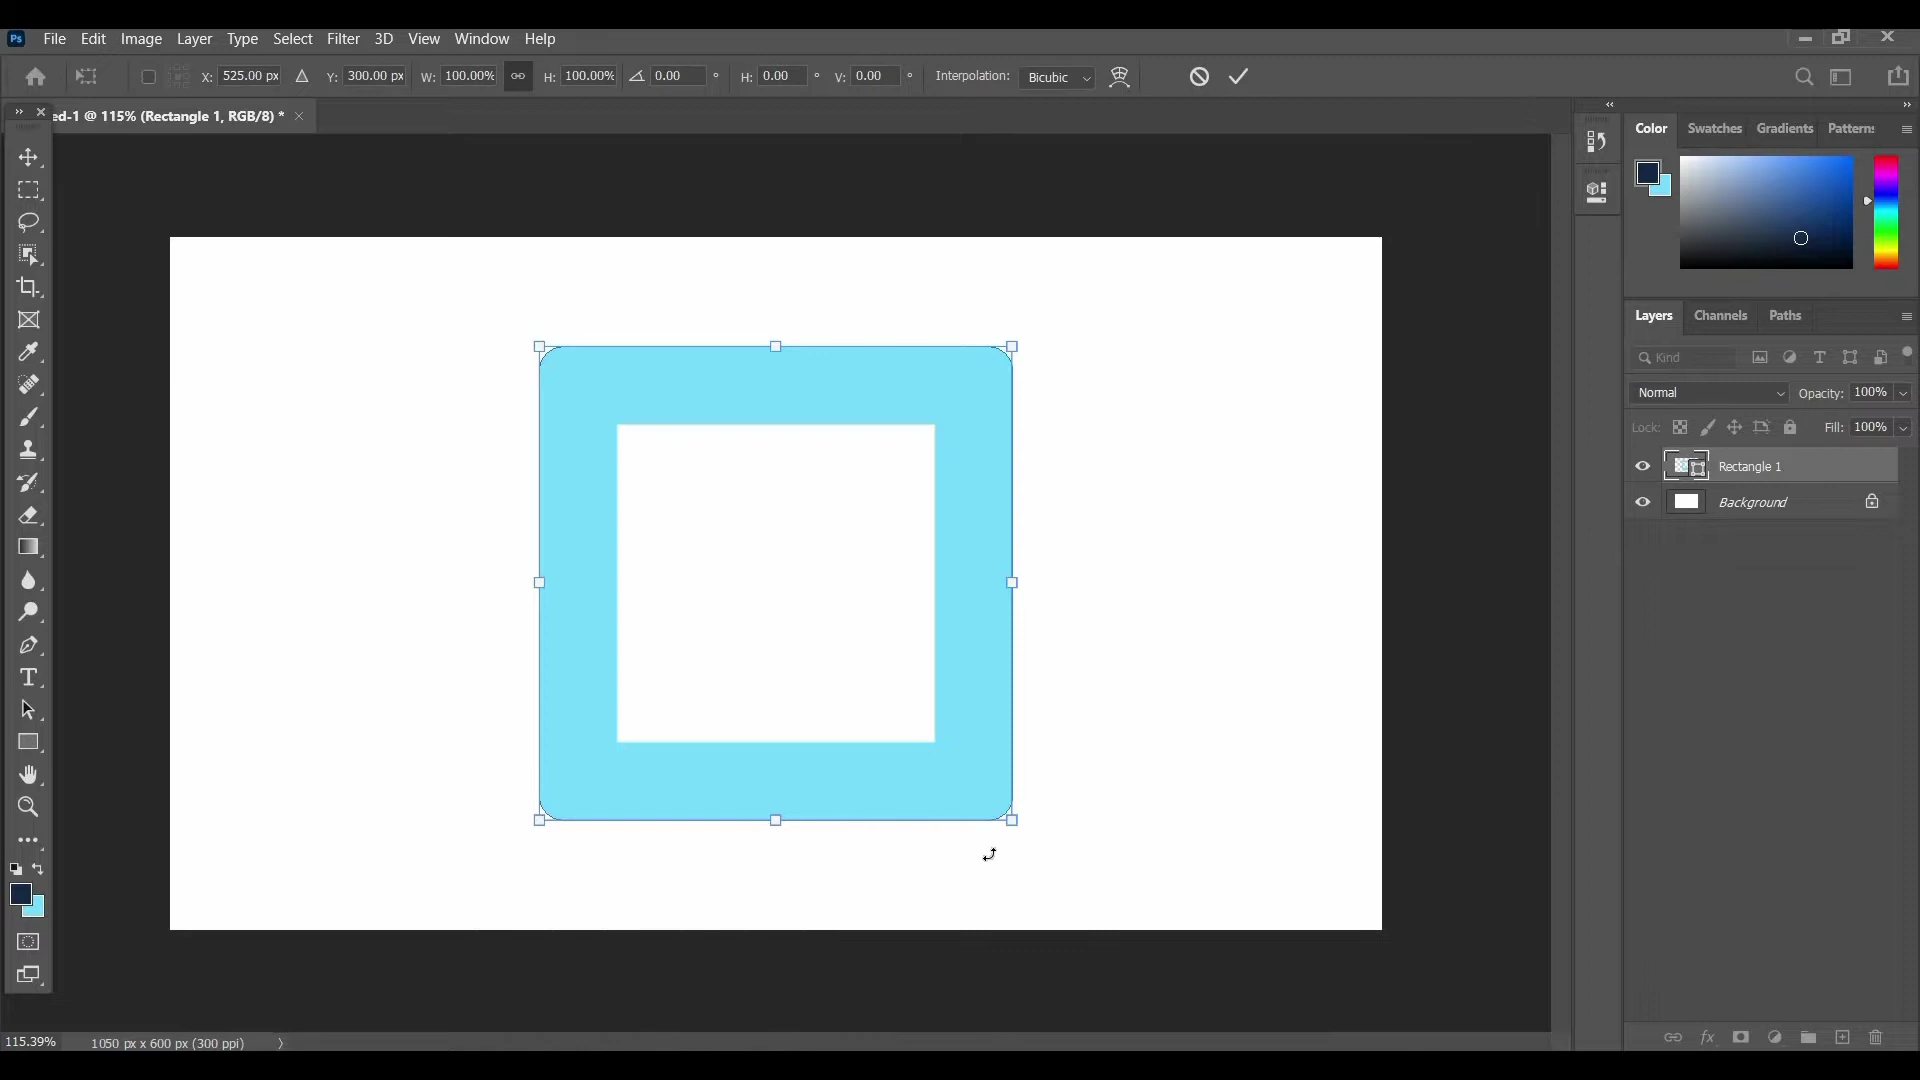 Ps File Edit Image Layer Type Select Filter 3D View Window Help
X: 525.00 px Y: 300.00 px W: 100.00% H: 100.00% 0.00 ° H: 0.00 ° V: 0.00 ° Interpolation: Bicubic
ed-1 @ 115% (Rectangle 1, RGB/8) *
Color Swatches Gradients Patterns
Layers Channels Paths
Kind
Normal Opacity: 100%
Lock: Fill: 100%
Rectangle 1
Background
115.39% 1050 px x 600 px (300 ppi)